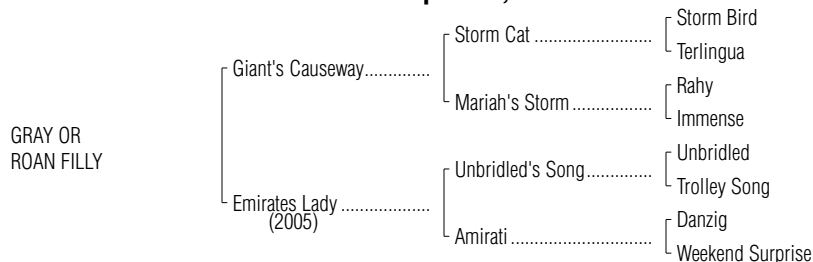 Storm Bird
Storm Cat ..............................
Terlingua
Giant's Causeway..............
Rahy
Mariah's Storm ....................
Immense
GRAY OR
ROAN FILLY
Unbridled
Unbridled's Song................
Trolley Song
Emirates Lady ......................
(2005)
Danzig
Amirati ...................................
Weekend Surprise